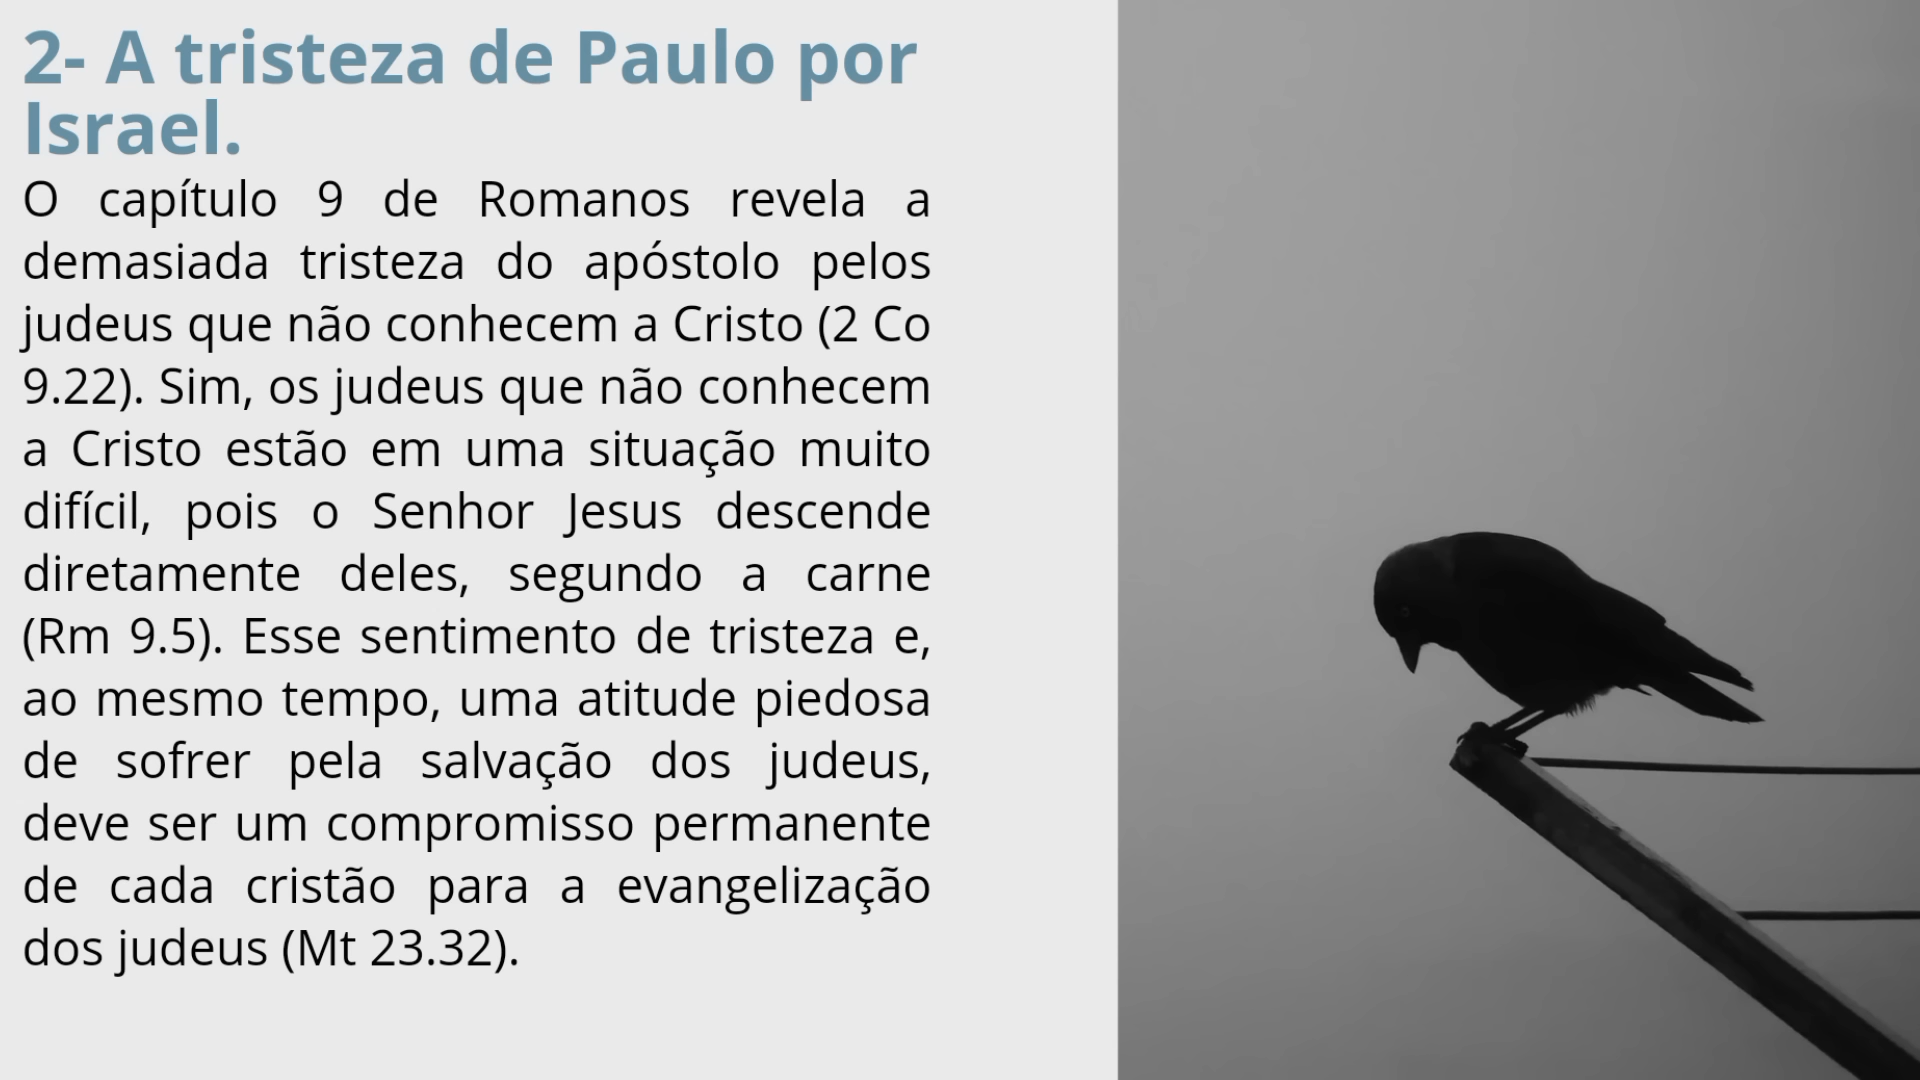 2- A tristeza de Paulo por
Israel.
O capítulo 9 de Romanos revela a
demasiada tristeza do apóstolo pelos
judeus que não conhecem a Cristo (2 Co
9.22). Sim, os judeus que não conhecem
a Cristo estão em uma situação muito
difícil, pois o Senhor Jesus descende
diretamente deles, segundo a carne
(Rm 9.5). Esse sentimento de tristeza e,
ao mesmo tempo, uma atitude piedosa
de sofrer pela salvação dos judeus,
deve ser um compromisso permanente
de cada cristão para a evangelização
dos judeus (Mt 23.32).